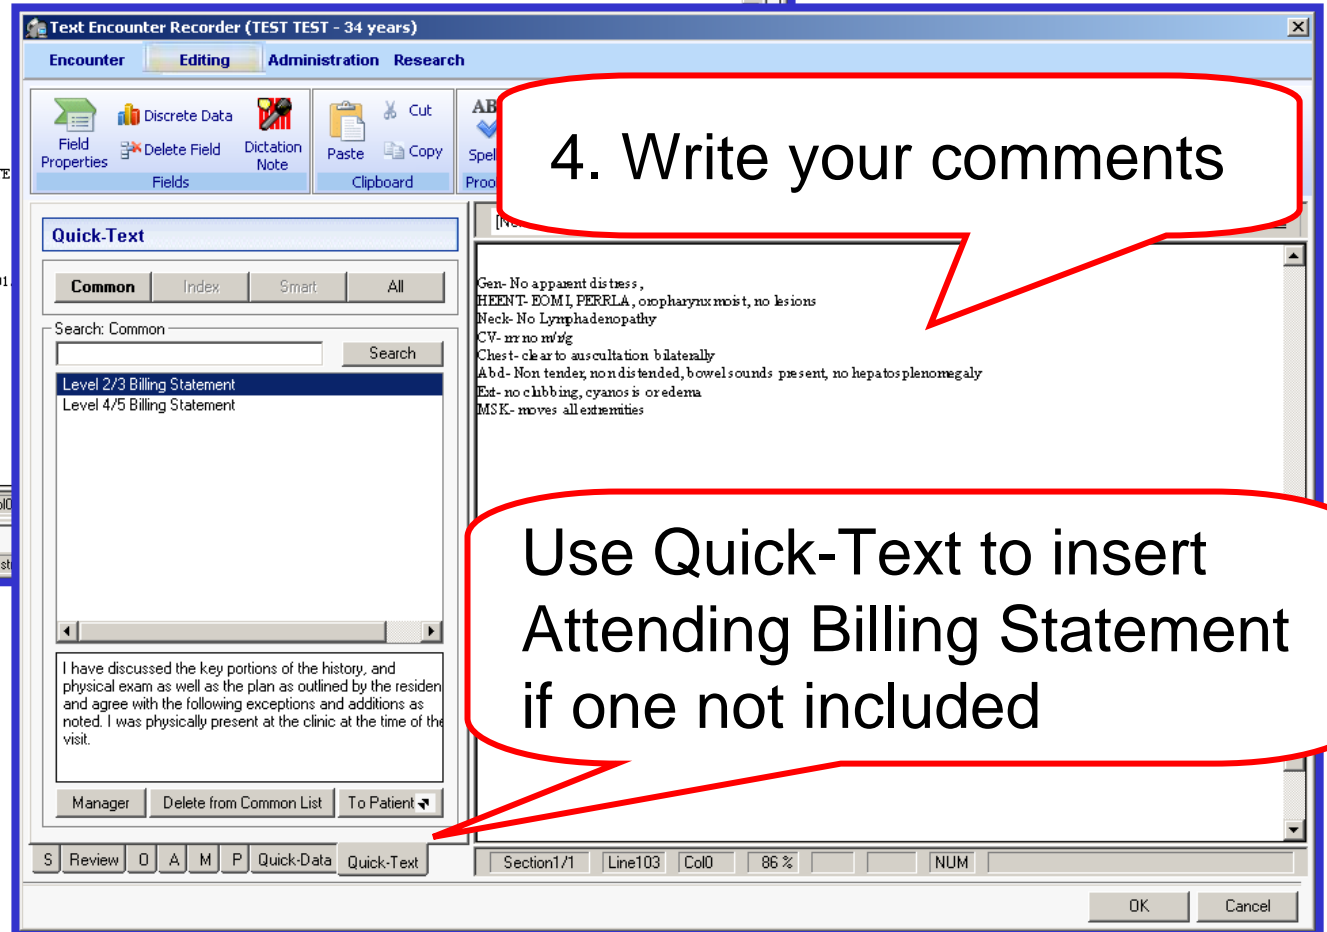 Text Encounter Recorder (TEST TEST - 34 years)
Encounter Editing Administration Research
Field Properties
Discrete Data
Delete Field
Dictation Note
Fields
Paste
Cut
Copy
Clipboard
4. Write your comments
Quick-Text
Common Index Smart All
Search: Common
Search
Level 2/3 Billing Statement
Level 4/5 Billing Statement
Gen- No apparent distress,
HEENT- EOMI, PERRLA, oropharynx moist, no lesions
Neck- No Lymphadenopathy
CV- rrr no m/r/g
Chest- clear to auscultation bilaterally
Abd- Non tender, non distended, bowel sounds present, no hepatosplenomegaly
Ext- no clubbing, cyanosis or edema
MSK- moves all extremities
Use Quick-Text to insert
Attending Billing Statement
if one not included
I have discussed the key portions of the history, and
physical exam as well as the plan as outlined by the residen
and agree with the following exceptions and additions as
noted. I was physically present at the clinic at the time of the
visit.
Manager Delete from Common List To Patient
S Review O A M P Quick-Data Quick-Text
Section1/1 Line103 Col0 86 % NUM
OK Cancel